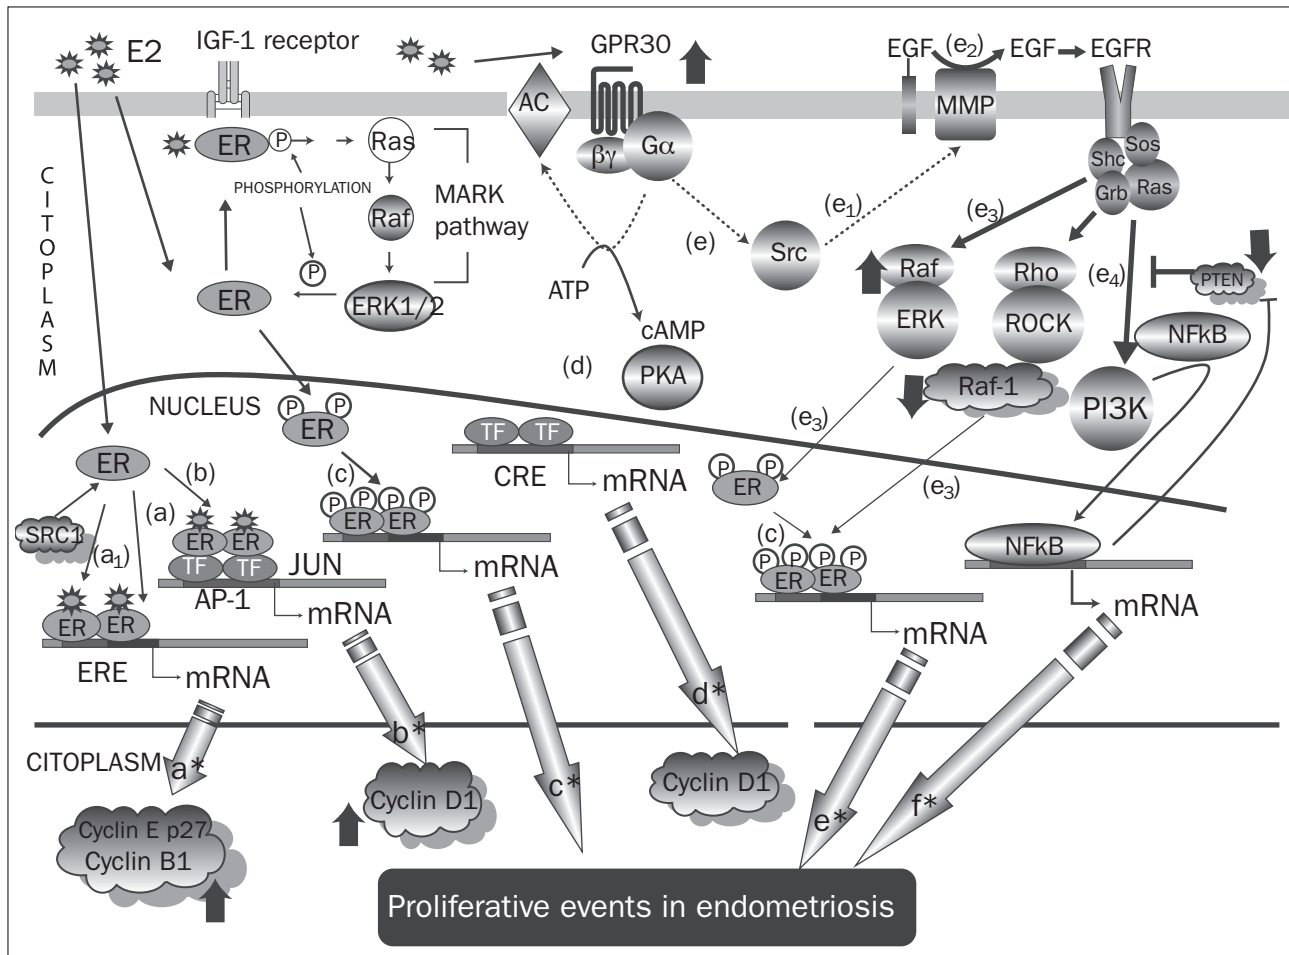 E2
IGF-1 receptor
GPR30
EGF
(e2)
EGF
EGFR
AC
MMP
ER
P
Ras
βγ
Gα
Shc
Sos
Grb
Ras
CITOPLASM
PHOSPHORYLATION
Raf
MARK
pathway
(e)
(e1)
Src
(e3)
Raf
ERK
Rho
ROCK
(e4)
PTEN
P
ER
ERK1/2
ATP
cAMP
(d)
PKA
NFkB
Raf-1
PI3K
NUCLEUS
P
P
ER
TF
TF
CRE
mRNA
(e3)
(e3)
ER
(b)
(a)
(a1)
SRC1
(c)
P
P
P
P
ER
ER
mRNA
P
P
ER
(c)
P
P
P
P
ER
ER
mRNA
NFkB
mRNA
ER
ER
TF
TF
JUN
AP-1
mRNA
ER
ER
ERE
mRNA
CITOPLASM
a*
b*
c*
d*
e*
f*
Cyclin E p27
Cyclin B1
Cyclin D1
Cyclin D1
Proliferative events in endometriosis